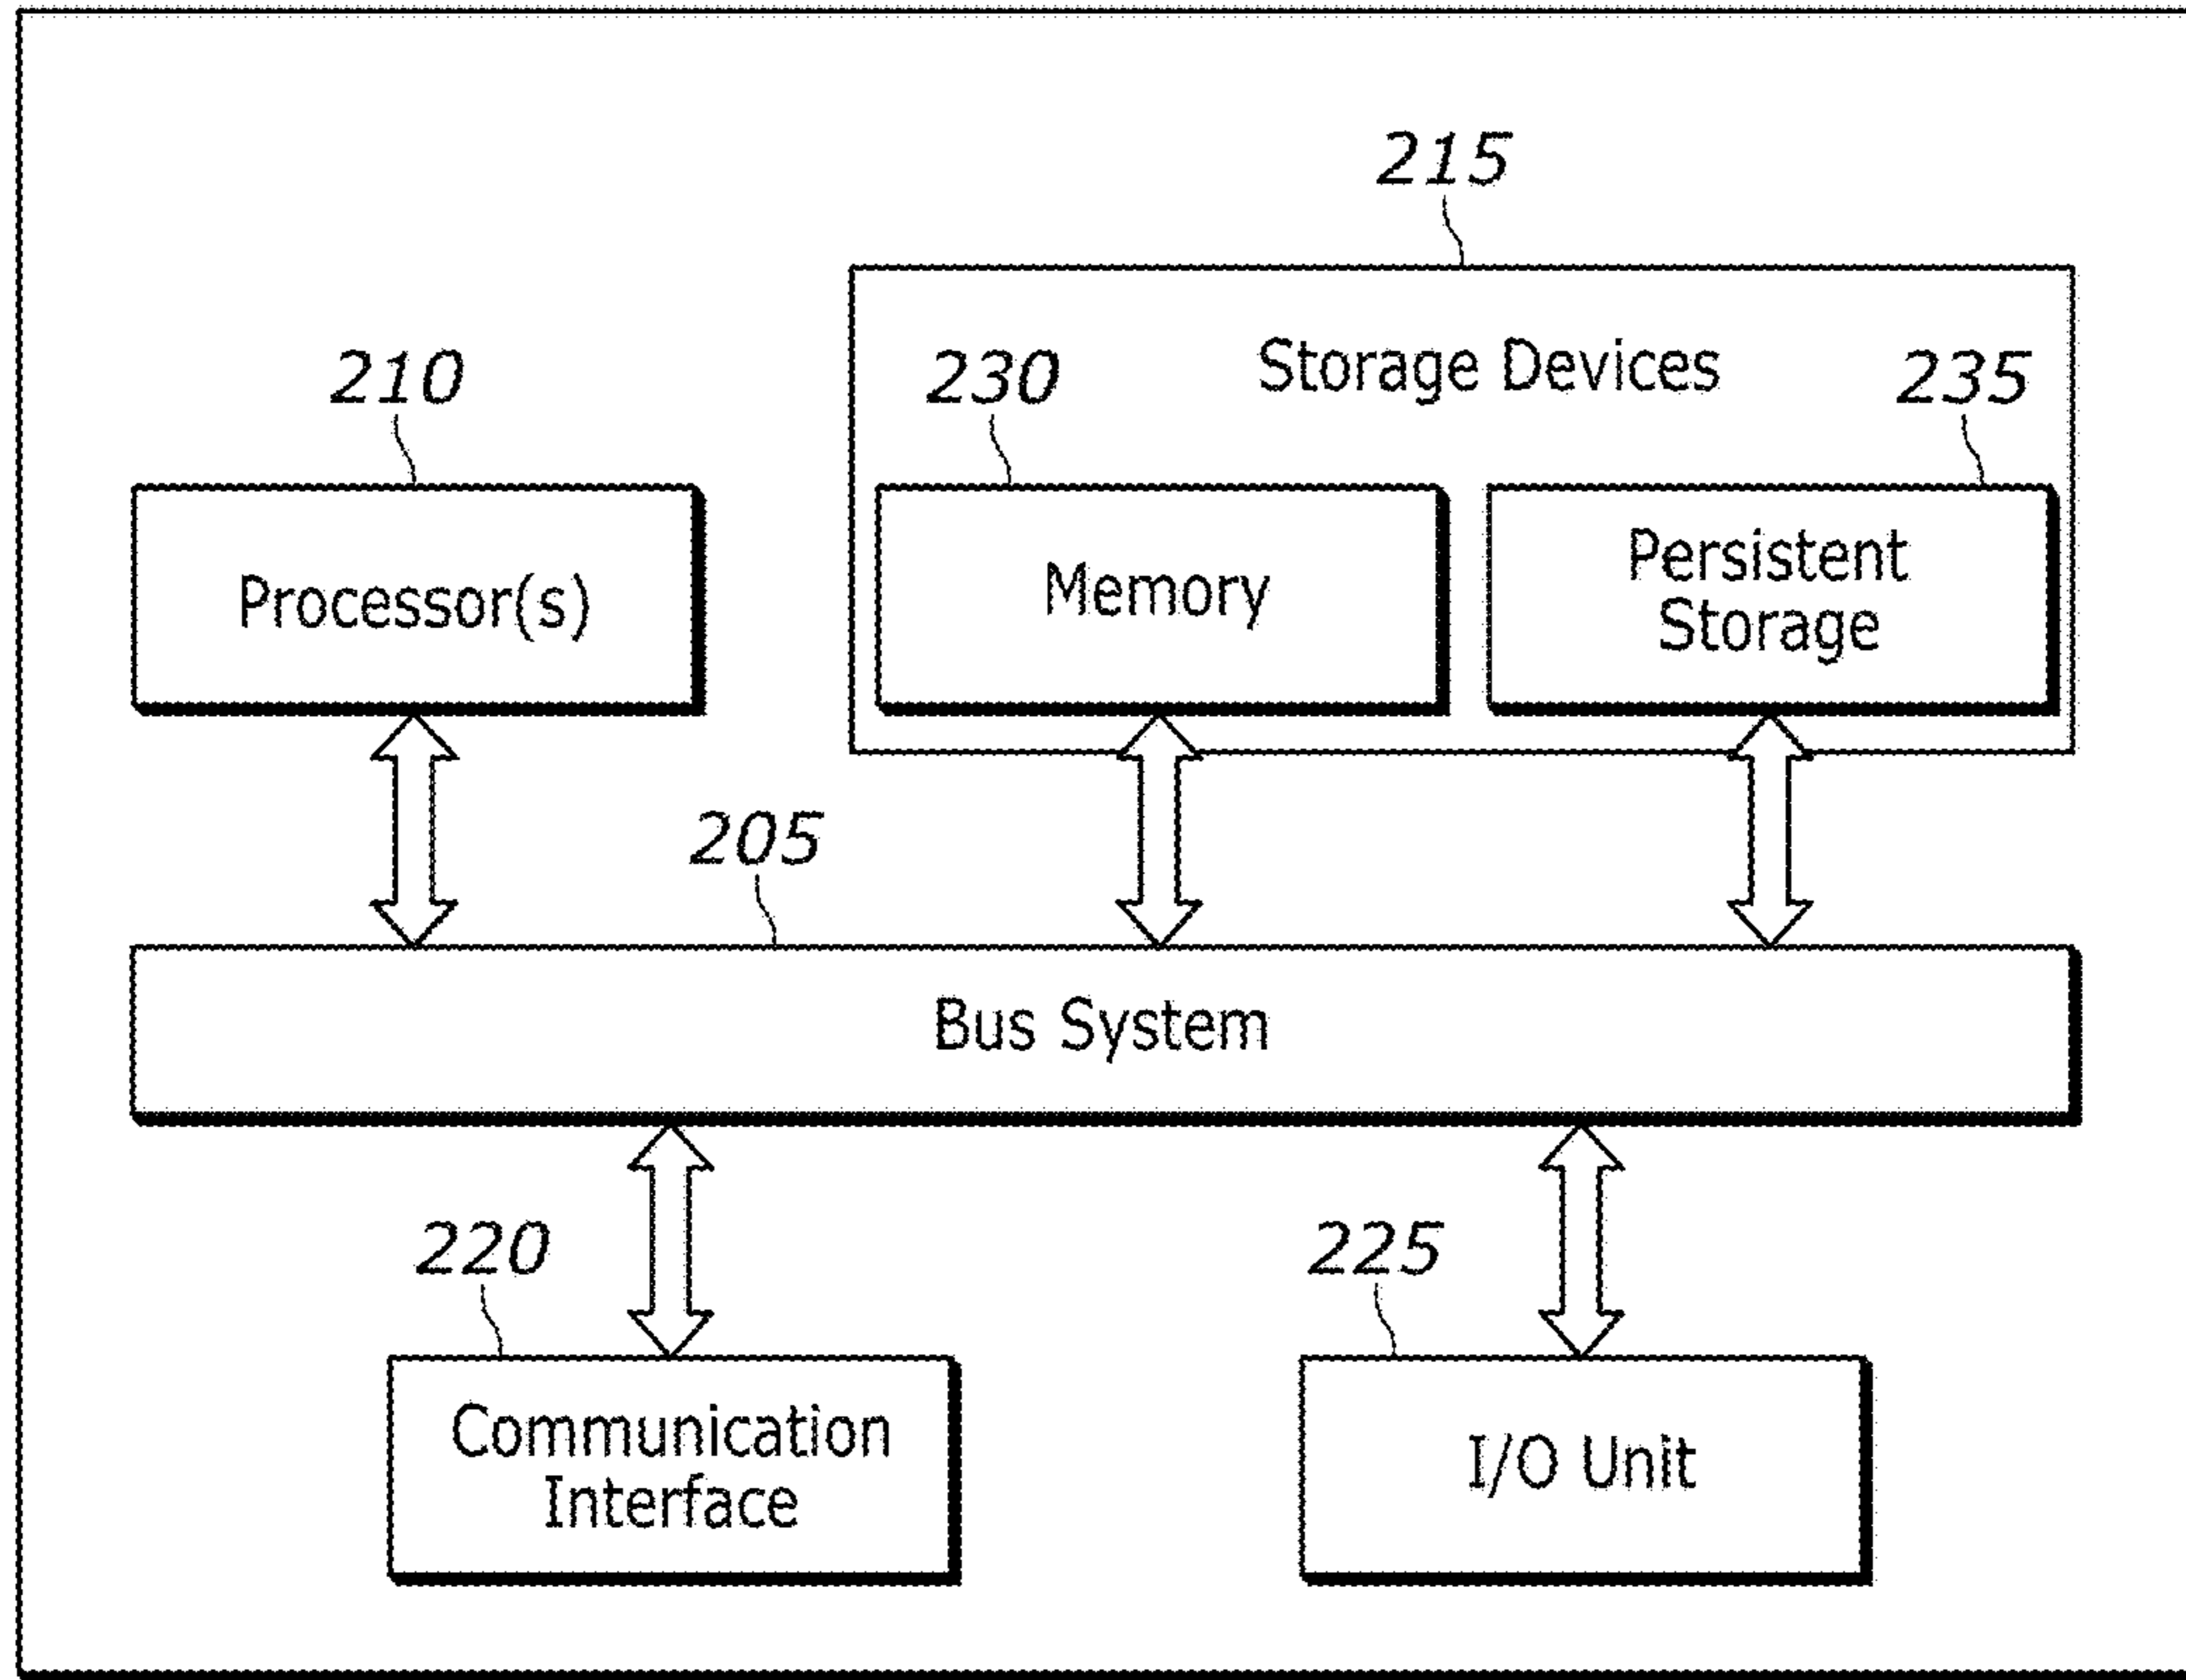 215
Storage Devices
210
230
235
Processor(s)
Memory
Persistent
Storage
205
Bus System
220
225
Communication
Interface
I/O Unit